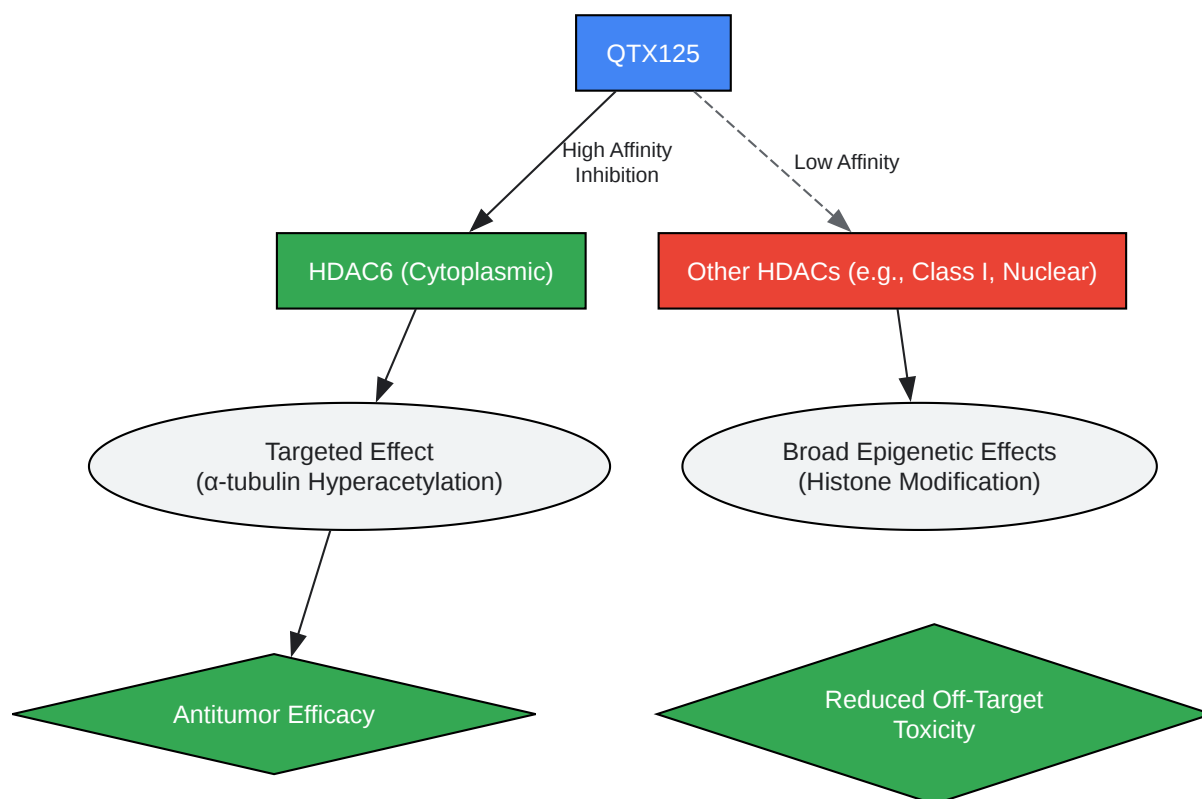 QTX125
High Affinity
Inhibition
Low Affinity
HDAC6 (Cytoplasmic)
Other HDACs (e.g., Class I, Nuclear)
Targeted Effect
(α-tubulin Hyperacetylation)
Broad Epigenetic Effects
(Histone Modification)
Antitumor Efficacy
Reduced Off-Target
Toxicity